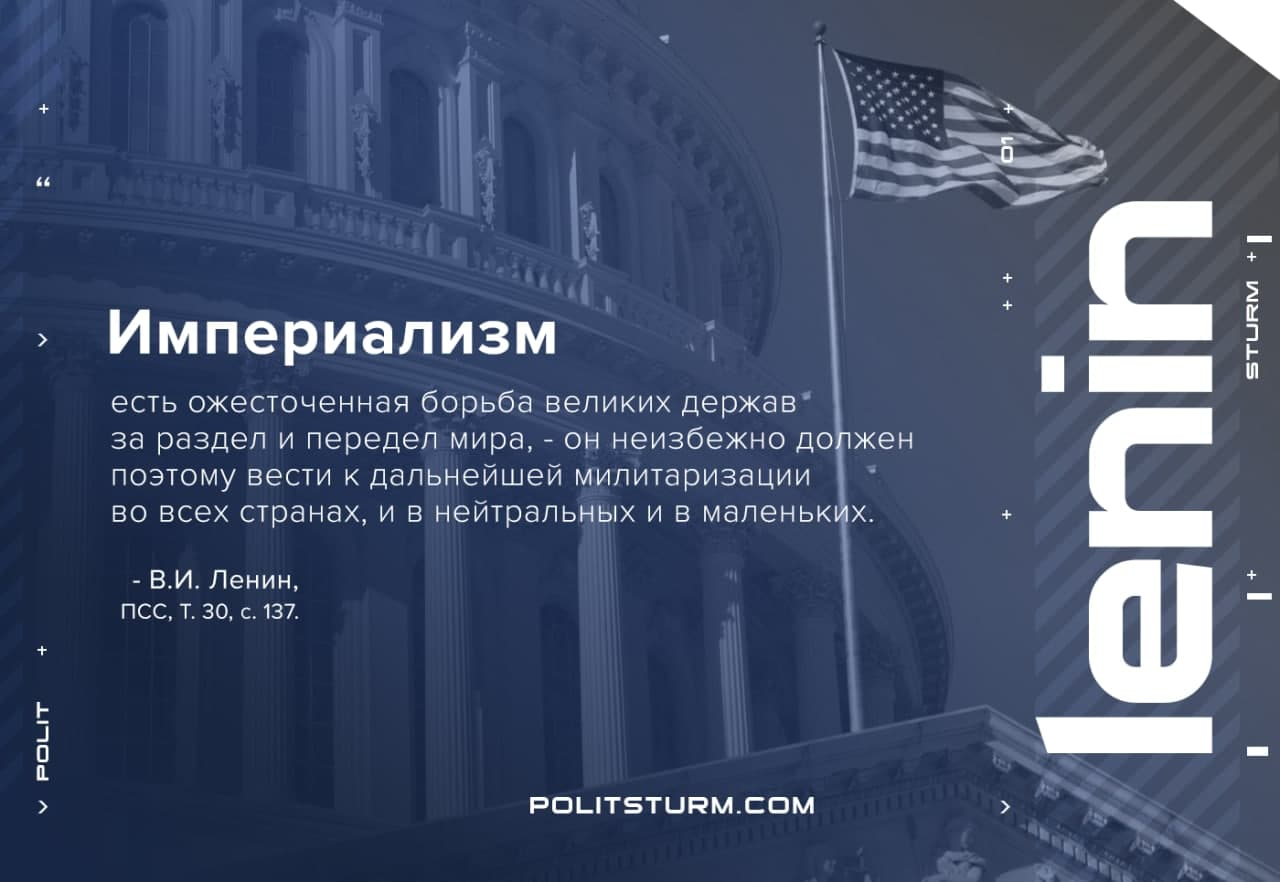 “
Империализм
есть ожесточенная борьба великих держав
за раздел и передел мира, - он неизбежно должен
поэтому вести к дальнейшей милитаризации
во всех странах, и в нейтральных и в маленьких.
- В.И. Ленин,
ПСС, Т. 30, с. 137.
POLIT
POLITSTURM.COM
01
lenin
STURM